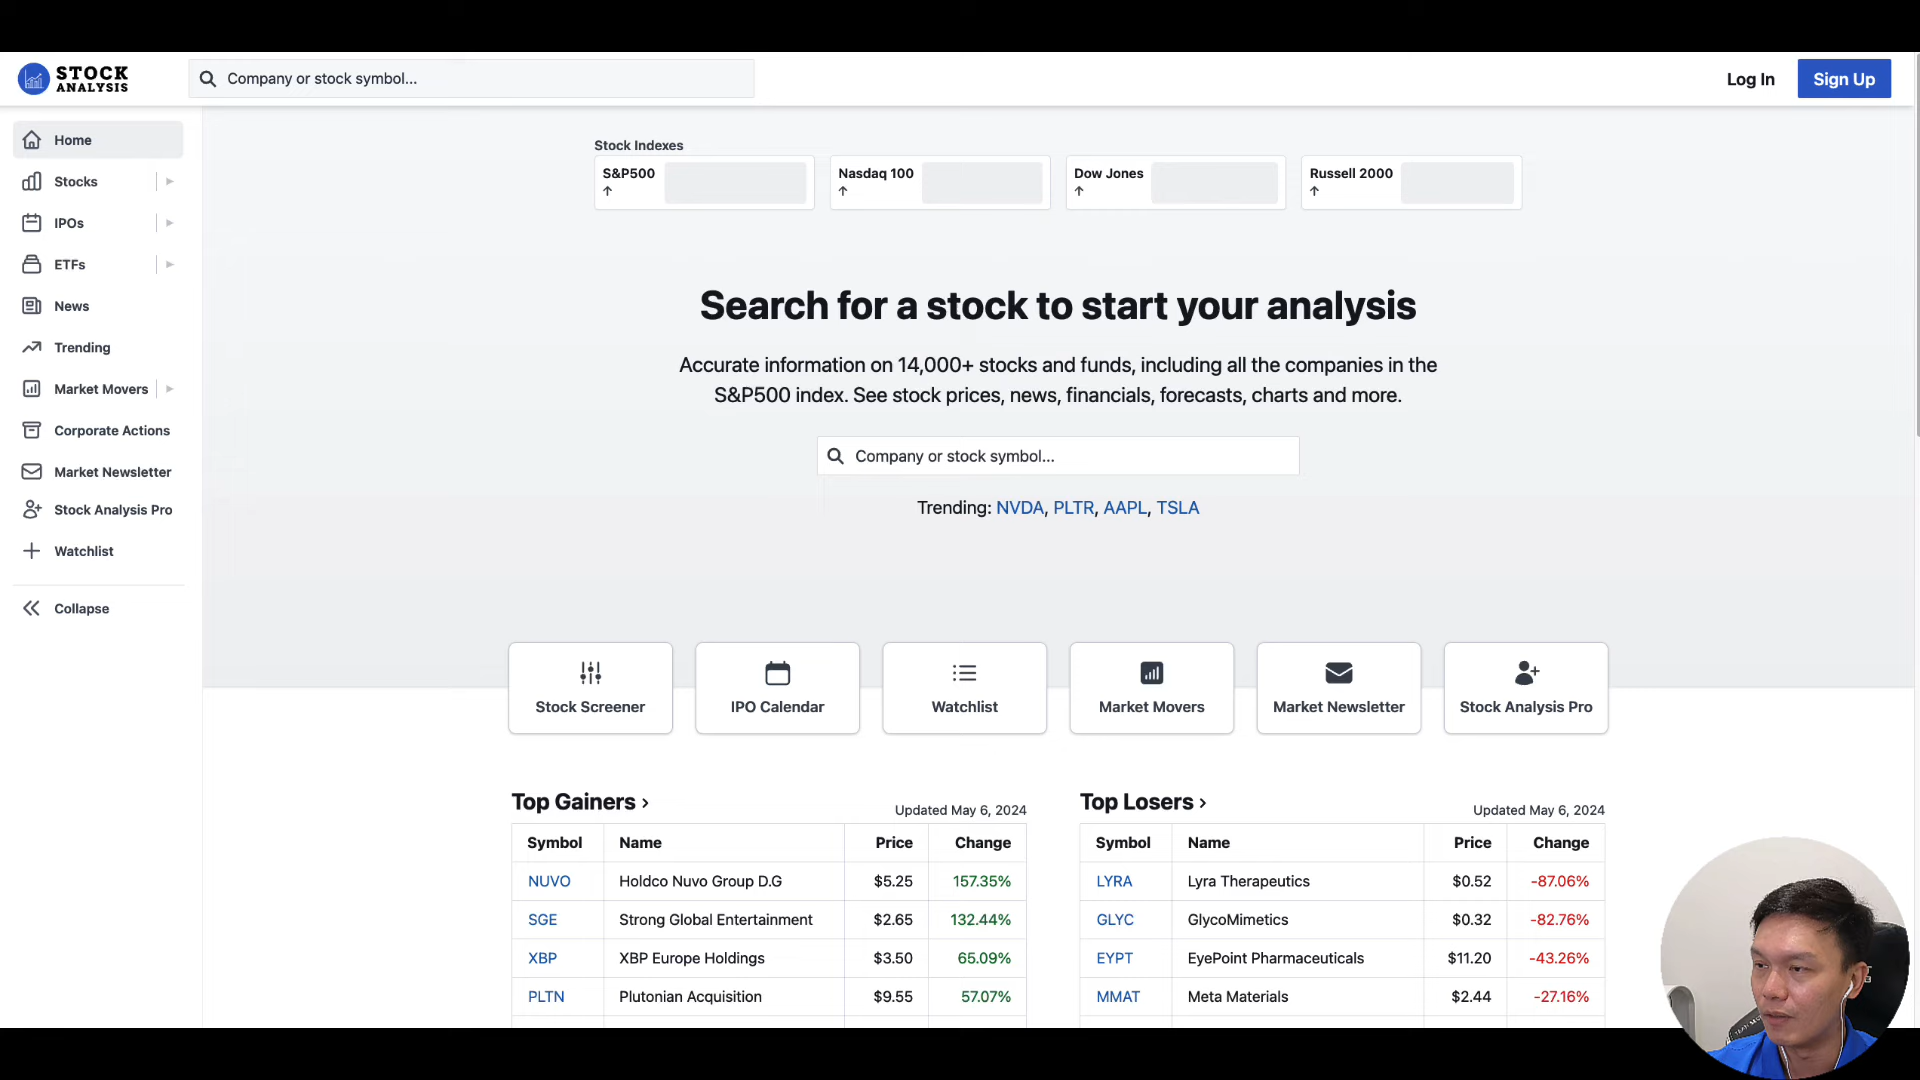 STOCK
ANALYSIS
Company or stock symbol...
Log In
Sign Up
Home
Stocks
IPOs
ETFs
News
Trending
Market Movers
Corporate Actions
Market Newsletter
Stock Analysis Pro
Watchlist
Collapse
Stock Indexes
S&P500
Nasdaq 100
Dow Jones
Russell 2000
Search for a stock to start your analysis
Accurate information on 14,000+ stocks and funds, including all the companies in the
S&P500 index. See stock prices, news, financials, forecasts, charts and more.
Company or stock symbol...
Trending: NVDA, PLTR, AAPL, TSLA
Stock Screener
IPO Calendar
Watchlist
Market Movers
Market Newsletter
Stock Analysis Pro
Top Gainers
Updated May 6, 2024
Symbol Name Price Change
NUVO Holdco Nuvo Group D.G $5.25 157.35%
SGE Strong Global Entertainment $2.65 132.44%
XBP XBP Europe Holdings $3.50 65.09%
PLTN Plutonian Acquisition $9.55 57.07%
Top Losers
Updated May 6, 2024
Symbol Name Price Change
LYRA Lyra Therapeutics $0.52 -87.06%
GLYC GlycoMimetics $0.32 -82.76%
EYPT EyePoint Pharmaceuticals $11.20 -43.26%
MMAT Meta Materials $2.44 -27.16%